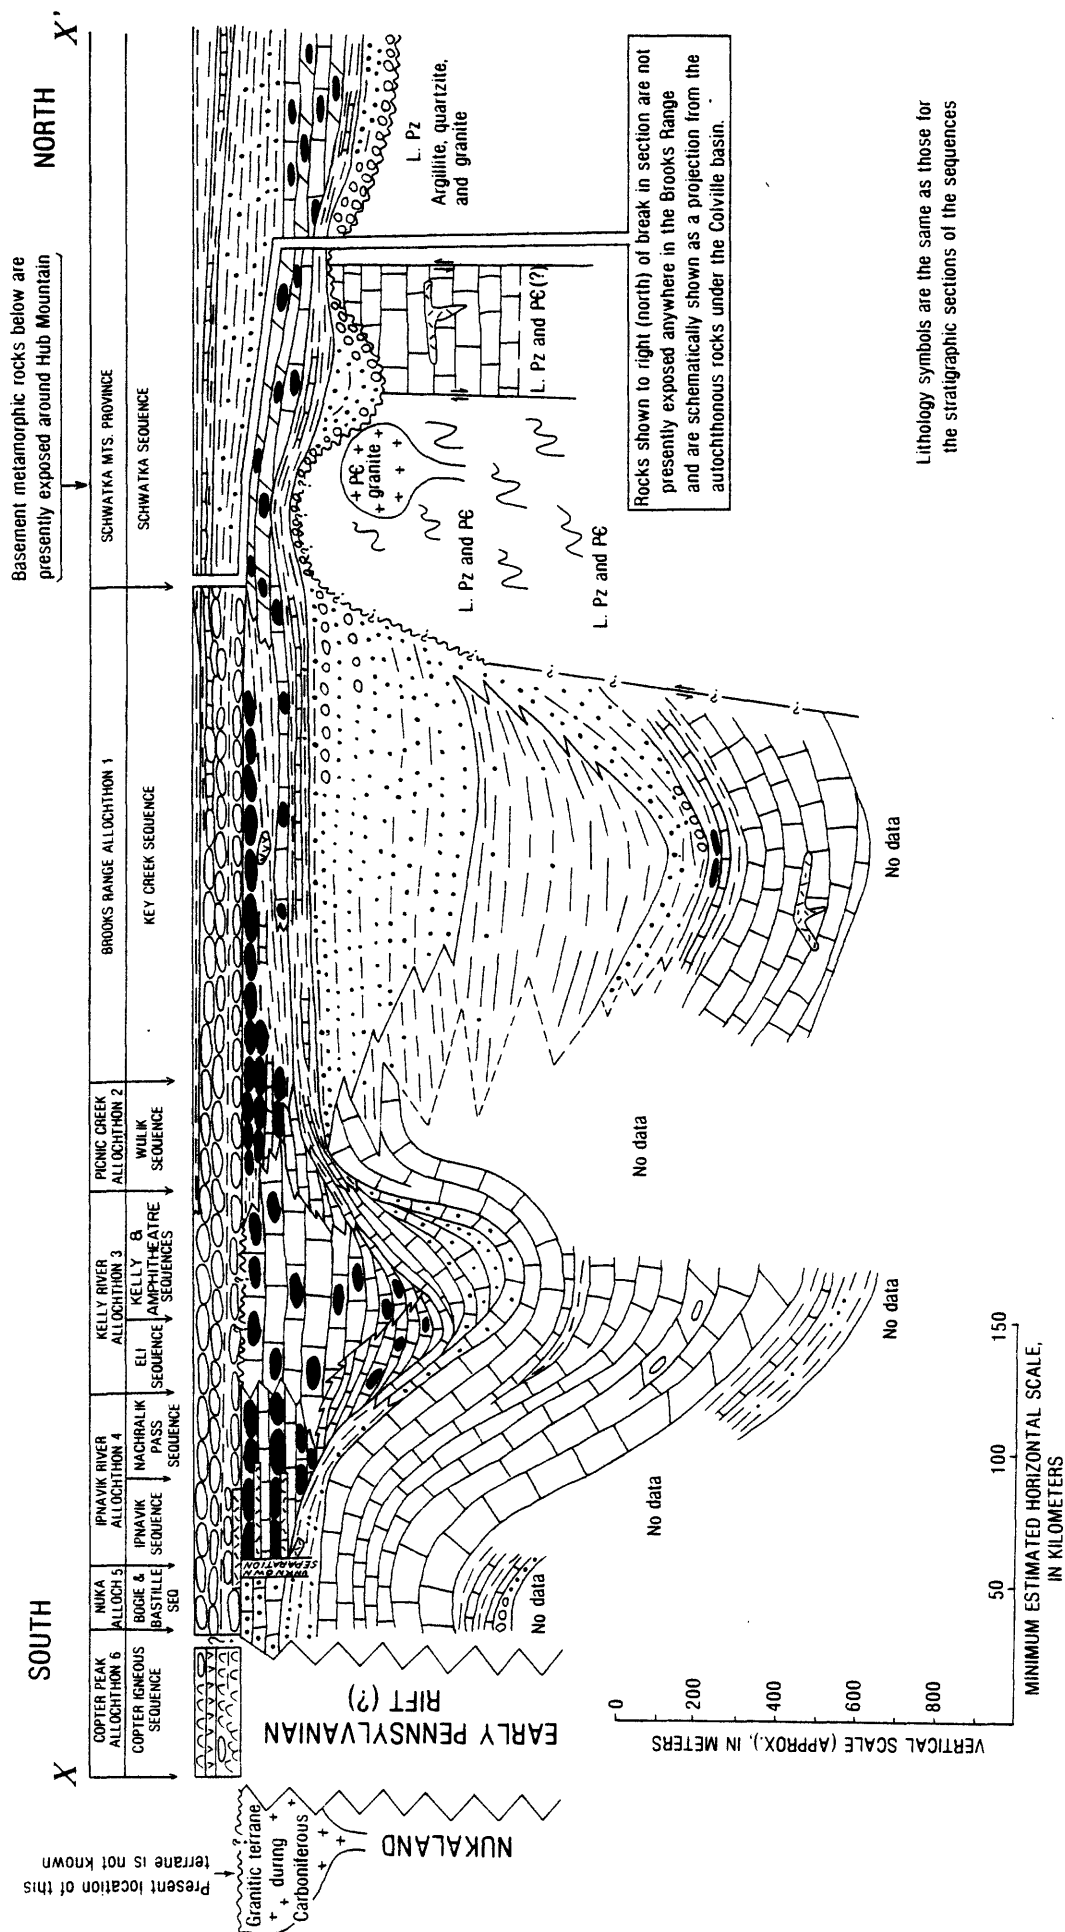 X
SOUTH
NORTH
X'
Basement metamorphic rocks below are
presently exposed around Hub Mountain
COPTER PEAK
ALLOCHTHON 6
NUKA
ALLOCH 5
IPNAVIK RIVER
ALLOCHTHON 4
KELLY RIVER
ALLOCHTHON 3
PICNIC CREEK
ALLOCHTHON 2
BROOKS RANGE ALLOCHTHON 1
SCHWATKA MTS. PROVINCE
COPTER IGNEOUS
SEQUENCE
BOGIE &
BASTILLE
SEQ
IPNAVIK
SEQUENCE
NACHRALIK
PASS
SEQUENCE
ELI
SEQUENCE
KELLY &
AMPHITHEATRE
SEQUENCES
WULIK
SEQUENCE
KEY CREEK SEQUENCE
SCHWATKA SEQUENCE
Present location of this
terrane is not known
?
Granitic terrane
+ + during +
Carboniferous +
+ +
+
NUKALAND
EARLY PENNSYLVANIAN
RIFT (?)
?
UNKNOWN
SEPARATION
No data
No data
No data
No data
No data
? ? ? ? ? ? ?
+ PЄ +
granite +
+ + +
+
L. Pz and PЄ
L. Pz and PЄ
L. Pz and PЄ(?)
L. Pz
Argillite, quartzite,
and granite
Rocks shown to right (north) of break in section are not
presently exposed anywhere in the Brooks Range
and are schematically shown as a projection from the
autochthonous rocks under the Colville basin.
Lithology symbols are the same as those for
the stratigraphic sections of the sequences
0
200
400
600
800
VERTICAL SCALE (APPROX.), IN METERS
50
100
150
MINIMUM ESTIMATED HORIZONTAL SCALE,
IN KILOMETERS